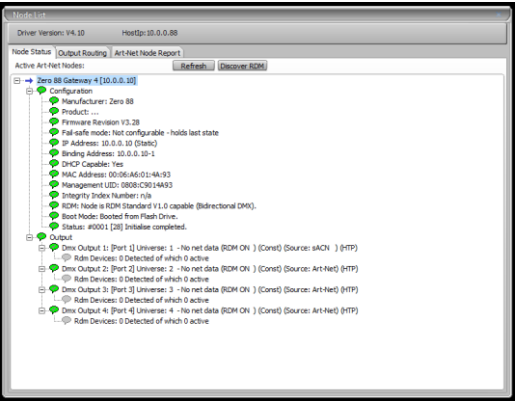 Node List
Driver Version: V4.10 HostIp:10.0.0.88
Node Status Output Routing Art-Net Node Report
Active Art-Net Nodes: Refresh Discover RDM
Zero 88 Gateway 4 [10.0.0.10]
Configuration
Manufacturer: Zero 88
Product: ...
Firmware Revision V3.28
Fail-safe mode: Not configurable - holds last state
IP Address: 10.0.0.10 (Static)
Binding Address: 10.0.0.10-1
DHCP Capable: Yes
MAC Address: 00:06:A6:01:4A:93
Management UID: 0808:C9014A93
Integrity Index Number: n/a
RDM: Node is RDM Standard V1.0 capable (Bidirectional DMX).
Boot Mode: Booted from Flash Drive.
Status: #0001 [28] Initialise completed.
Output
Dmx Output 1: [Port 1] Universe: 1 - No net data (RDM ON ) (Const) (Source: sACN ) (HTP)
Rdm Devices: 0 Detected of which 0 active
Dmx Output 2: [Port 2] Universe: 2 - No net data (RDM ON ) (Const) (Source: Art-Net) (HTP)
Rdm Devices: 0 Detected of which 0 active
Dmx Output 3: [Port 3] Universe: 3 - No net data (RDM ON ) (Const) (Source: Art-Net) (HTP)
Rdm Devices: 0 Detected of which 0 active
Dmx Output 4: [Port 4] Universe: 4 - No net data (RDM ON ) (Const) (Source: Art-Net) (HTP)
Rdm Devices: 0 Detected of which 0 active